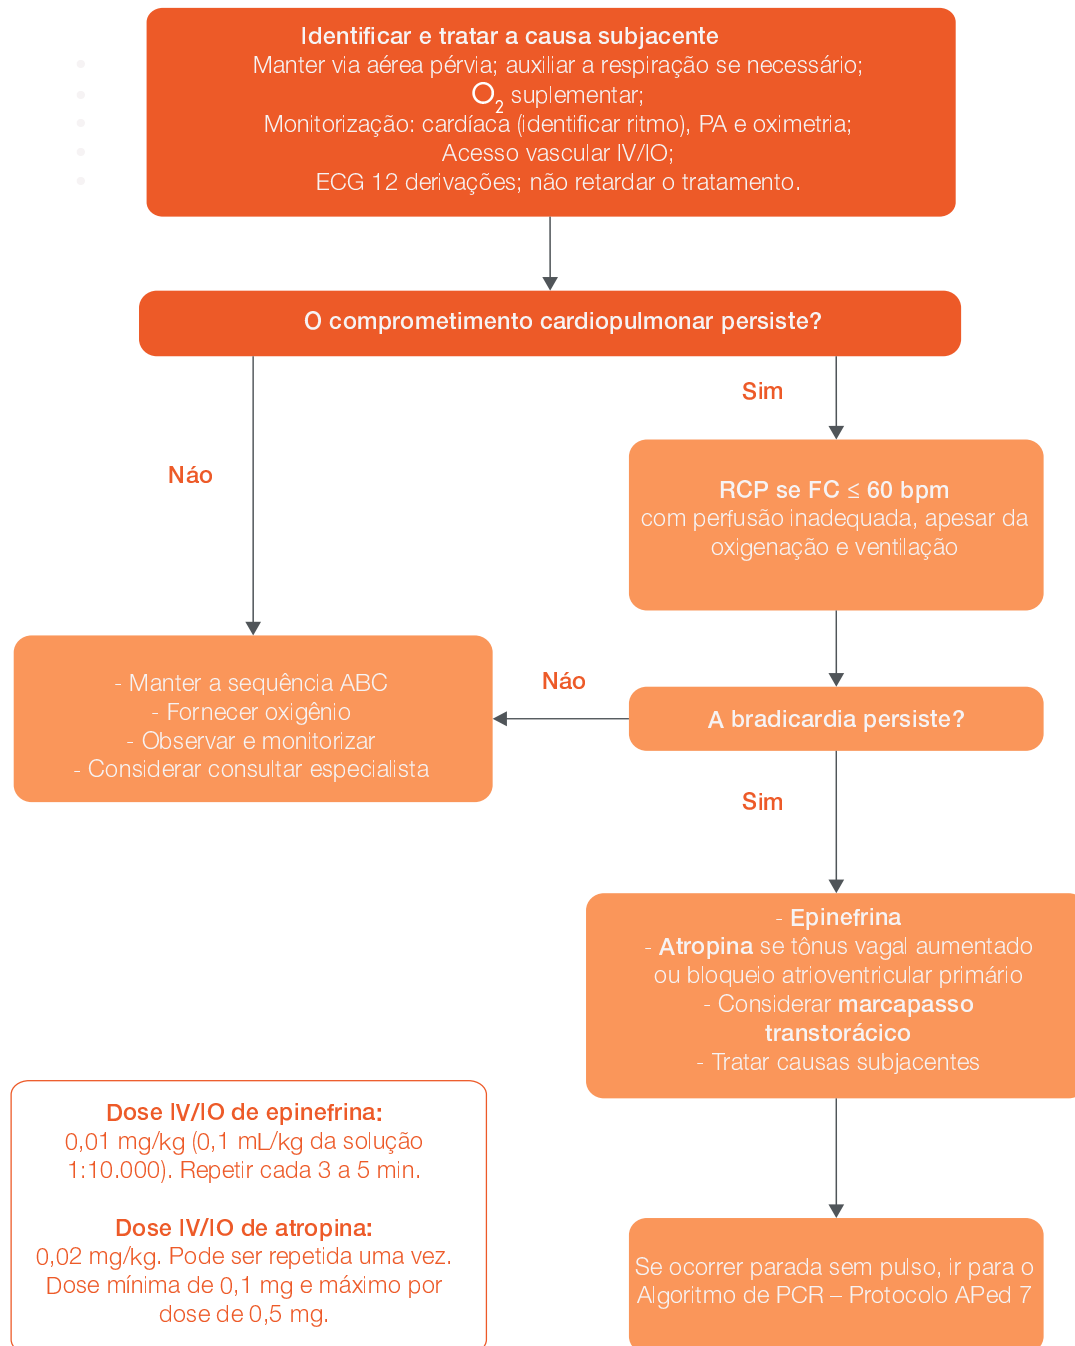 Identificar e tratar a causa subjacente
Manter via aérea pérvia; auxiliar a respiração se necessário;
O2 suplementar;
Monitorização: cardíaca (identificar ritmo), PA e oximetria;
Acesso vascular IV/IO;
ECG 12 derivações; não retardar o tratamento.
O comprometimento cardiopulmonar persiste?
Sim
Náo
RCP se FC ≤ 60 bpm
com perfusão inadequada, apesar da
oxigenação e ventilação
- Manter a sequência ABC
- Fornecer oxigênio
- Observar e monitorizar
- Considerar consultar especialista
Náo
A bradicardia persiste?
Sim
- Epinefrina
- Atropina se tônus vagal aumentado
ou bloqueio atrioventricular primário
- Considerar marcapasso
transtorácico
- Tratar causas subjacentes
Dose IV/IO de epinefrina:
0,01 mg/kg (0,1 mL/kg da solução
1:10.000). Repetir cada 3 a 5 min.
Dose IV/IO de atropina:
0,02 mg/kg. Pode ser repetida uma vez.
Dose mínima de 0,1 mg e máximo por
dose de 0,5 mg.
Se ocorrer parada sem pulso, ir para o
Algoritmo de PCR – Protocolo APed 7